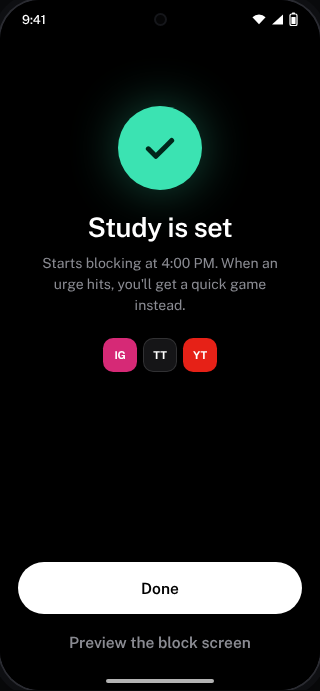 9:41
Study is set
Starts blocking at 4:00 PM. When an
urge hits, you'll get a quick game
instead.
IG TT YT
Done
Preview the block screen